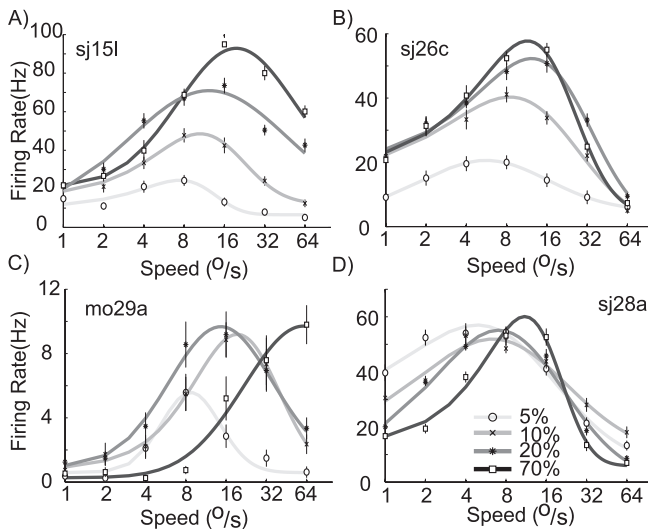 A)
sj15l
Firing Rate(Hz)
100
80
60
40
20
0
1 2 4 8 16 32 64
Speed (O/s)
B)
sj26c
60
40
20
0
1 2 4 8 16 32 64
Speed (O/s)
C)
mo29a
Firing Rate(Hz)
12
8
4
0
1 2 4 8 16 32 64
Speed (O/s)
D)
sj28a
60
40
20
0
1 2 4 8 16 32 64
Speed (O/s)
5%
10%
20%
70%